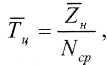 T̅ц = Z̅н / Nср ,